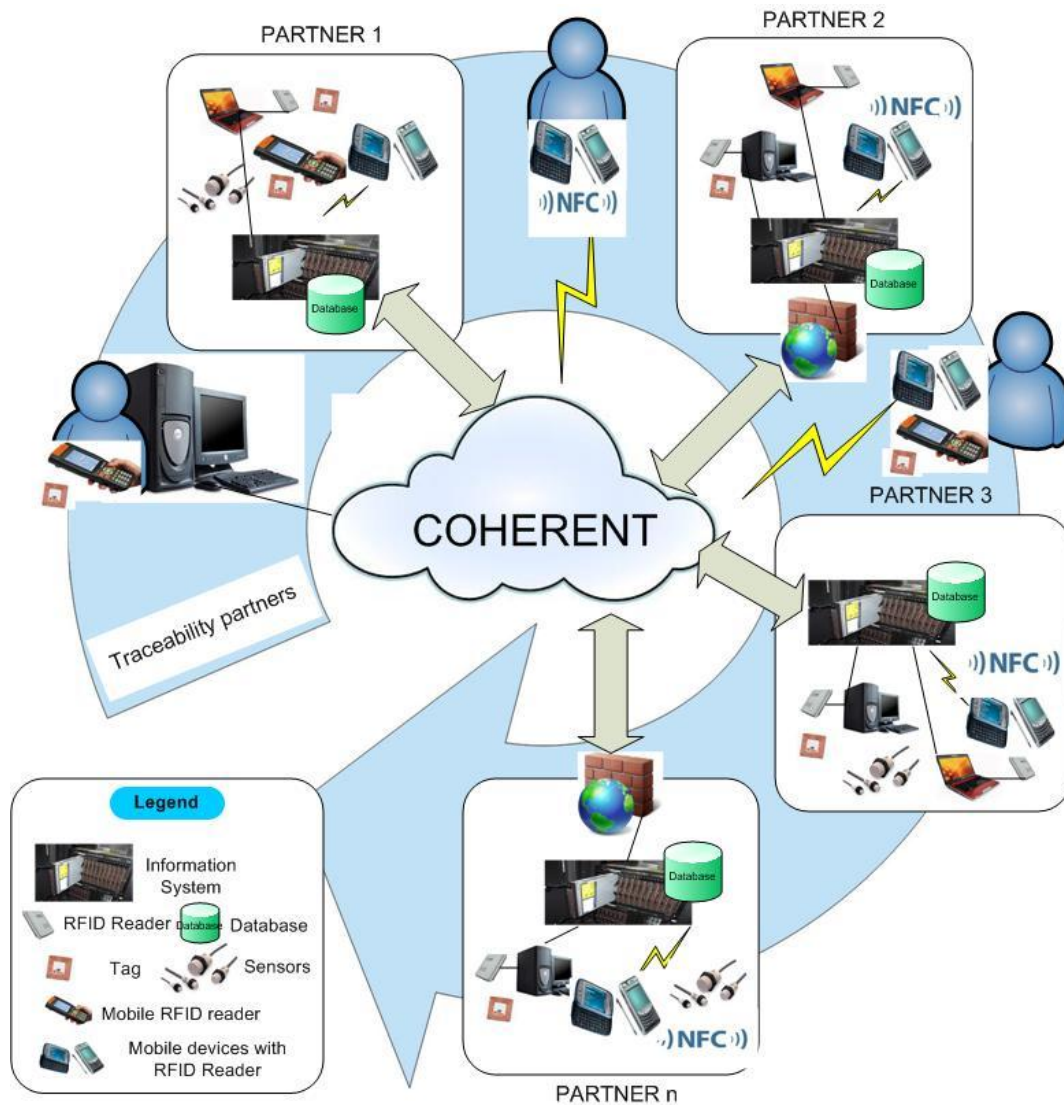 PARTNER 1
PARTNER 2
NFC
NFC
Database
Database
PARTNER 3
COHERENT
Database
Traceability partners
NFC
Legend
Information
System
RFID Reader
Database
Database
Tag
Sensors
Mobile RFID reader
Mobile devices with
RFID Reader
Database
NFC
PARTNER n